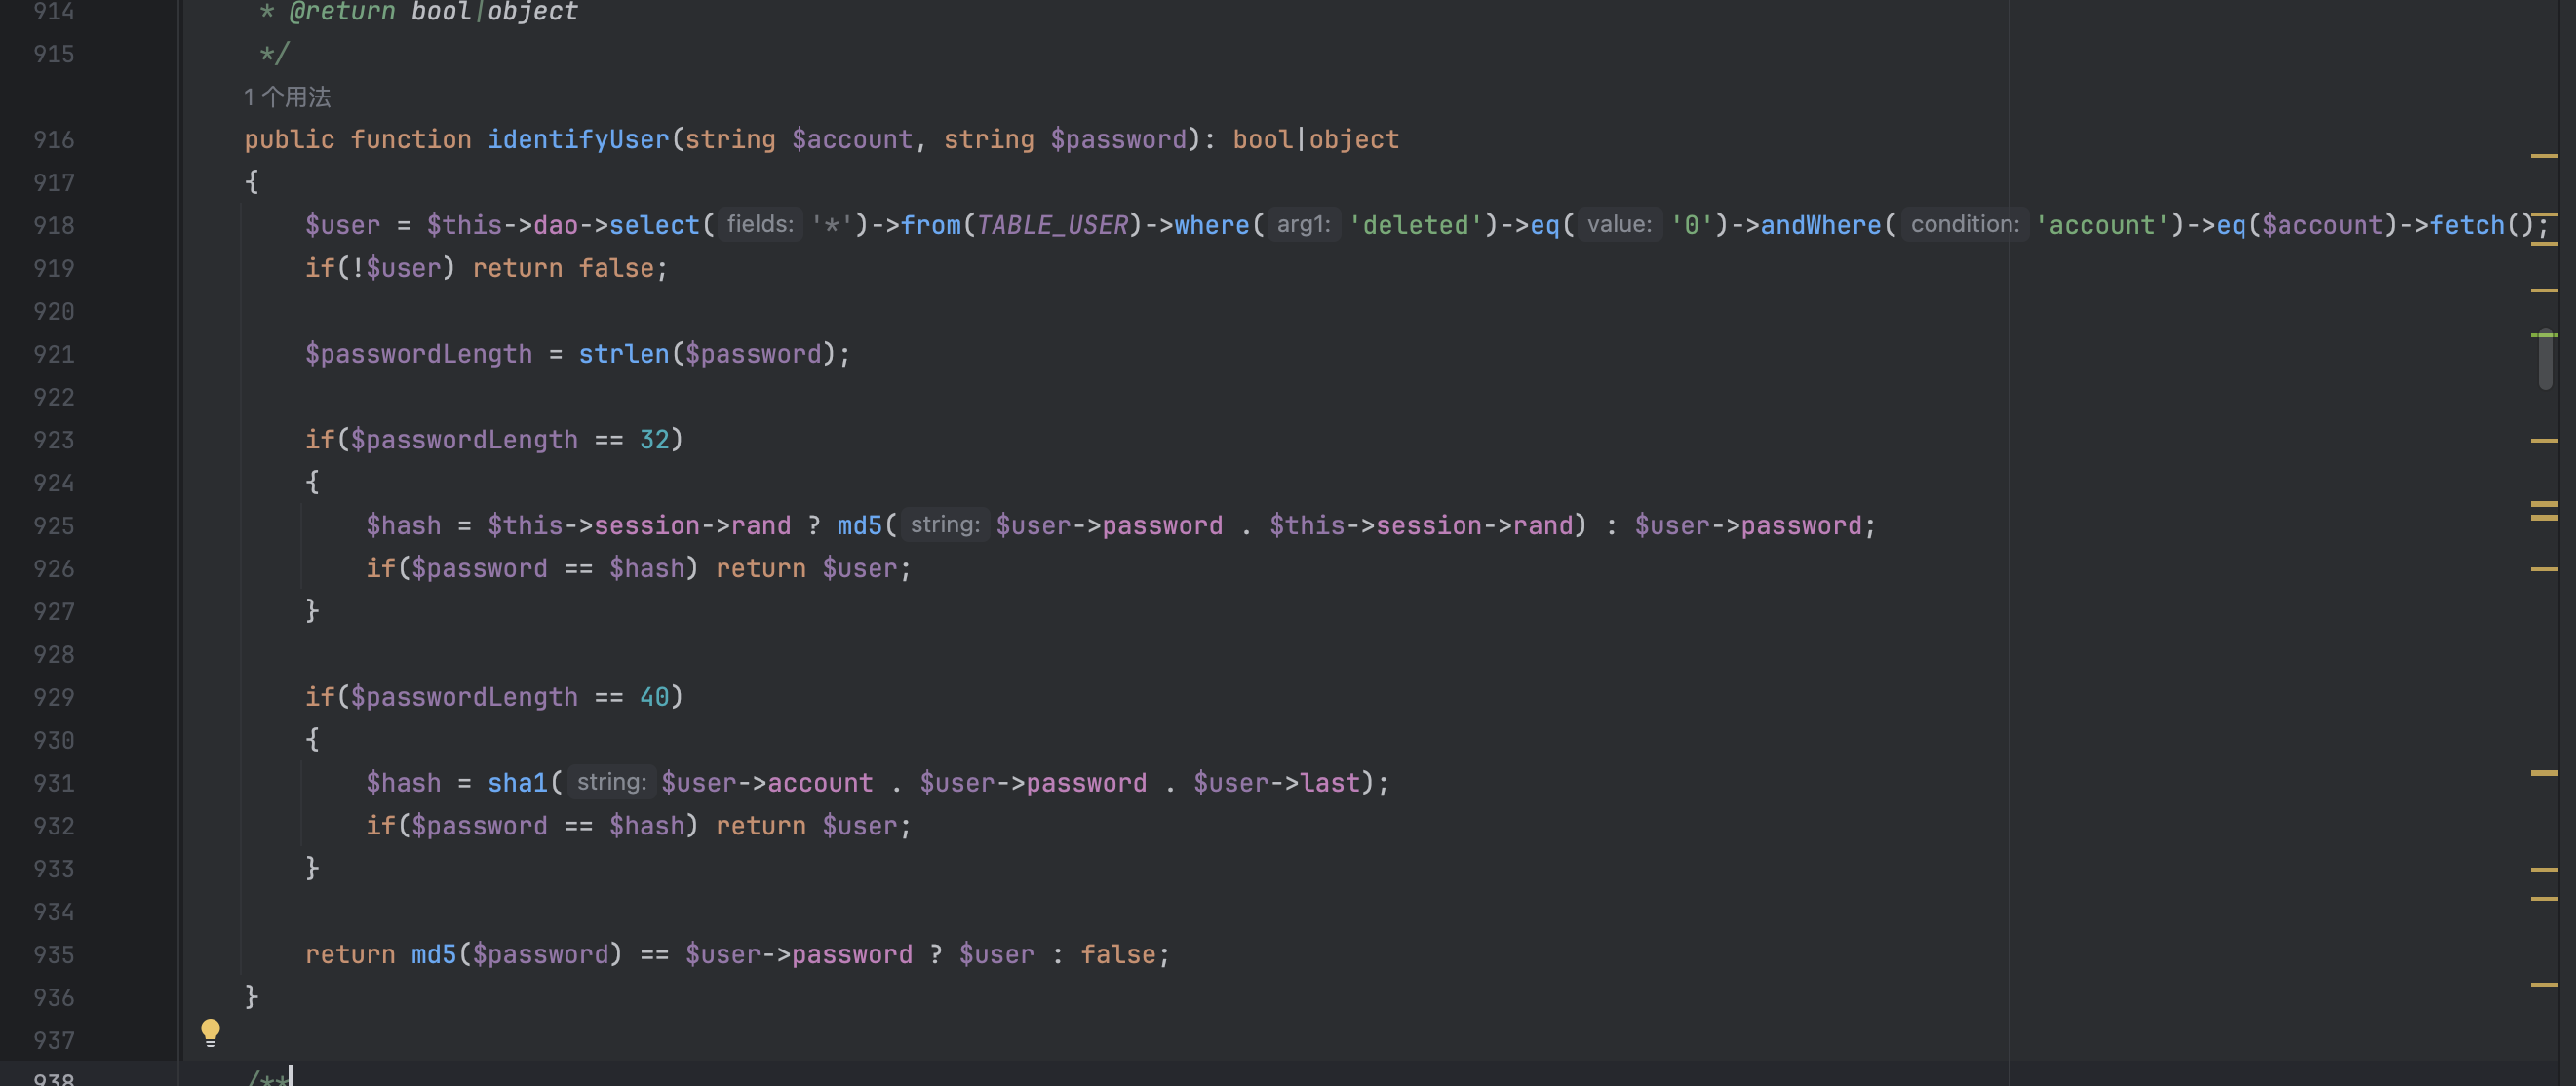 914 * @return bool|object
915 */
1 个用法
916 public function identifyUser(string $account, string $password): bool|object
917 {
918 $user = $this->dao->select( fields: '*')->from(TABLE_USER)->where( arg1: 'deleted')->eq( value: '0')->andWhere( condition: 'account')->eq($account)->fetch();
919 if(!$user) return false;
920
921 $passwordLength = strlen($password);
922
923 if($passwordLength == 32)
924 {
925 $hash = $this->session->rand ? md5( string: $user->password . $this->session->rand) : $user->password;
926 if($password == $hash) return $user;
927 }
928
929 if($passwordLength == 40)
930 {
931 $hash = sha1( string: $user->account . $user->password . $user->last);
932 if($password == $hash) return $user;
933 }
934
935 return md5($password) == $user->password ? $user : false;
936 }
937
938 /**